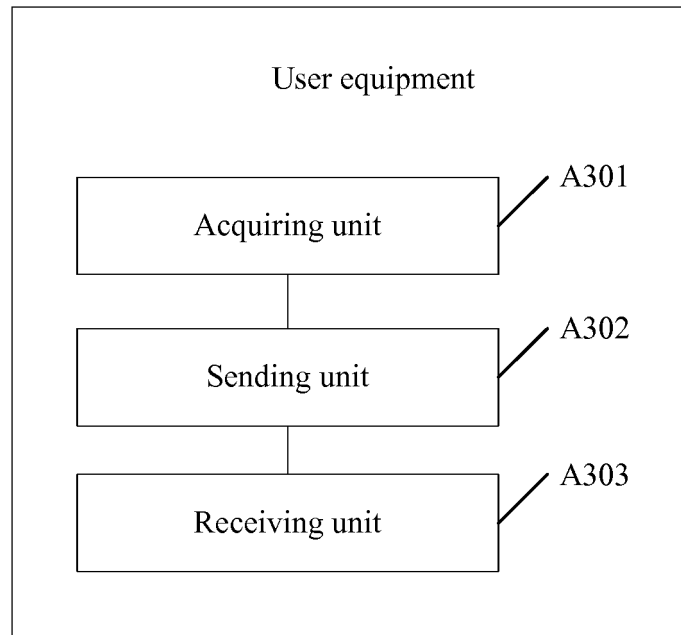 User equipment
A301
Acquiring unit
A302
Sending unit
A303
Receiving unit